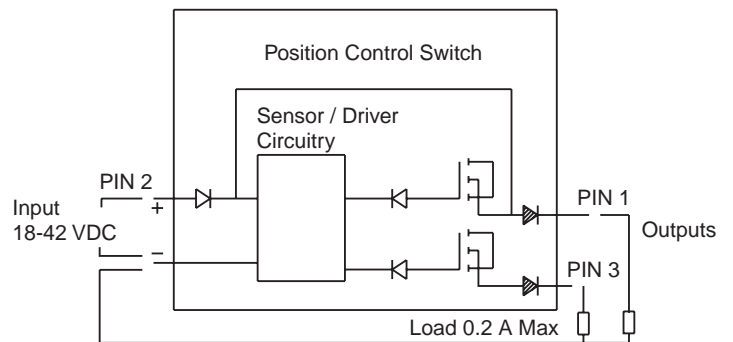 Position Control Switch
Sensor / Driver
Circuitry
PIN 2
+
Input
18-42 VDC
−
PIN 1
Outputs
PIN 3
Load 0.2 A Max